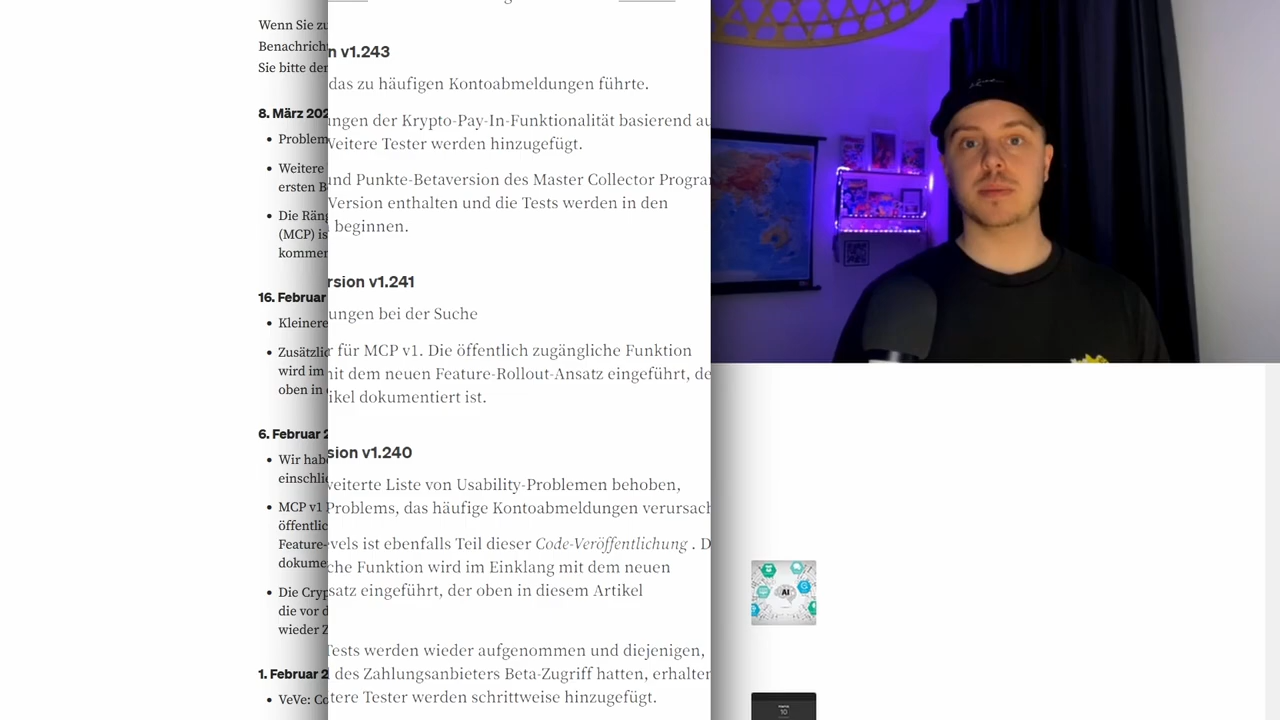 Wenn Sie zu
Benachrich
Sie bitte der
8. März 202
Problem
Weitere
ersten B
Die Räng
(MCP) is
kommen
16. Februar
Kleinere
Zusätzlic
wird im
oben in
6. Februar 2
Wir habe
einschlie
MCP v1
öffentlic
Feature-
dokume
Die Cryp
die vor d
wieder Z
1. Februar 2
VeVe: Co
n v1.243
das zu häufigen Kontoabmeldungen führte.
ungen der Krypto-Pay-In-Funktionalität basierend au
Weitere Tester werden hinzugefügt.
und Punkte-Betaversion des Master Collector Program
Version enthalten und die Tests werden in den
beginnen.
rsion v1.241
ungen bei der Suche
r für MCP v1. Die öffentlich zugängliche Funktion
mit dem neuen Feature-Rollout-Ansatz eingeführt, de
ikel dokumentiert ist.
sion v1.240
weiterte Liste von Usability-Problemen behoben,
Problems, das häufige Kontoabmeldungen verursach
vels ist ebenfalls Teil dieser Code-Veröffentlichung . D
che Funktion wird im Einklang mit dem neuen
satz eingeführt, der oben in diesem Artikel
Tests werden wieder aufgenommen und diejenigen,
des Zahlungsanbieters Beta-Zugriff hatten, erhalten
tere Tester werden schrittweise hinzugefügt.
AI
10